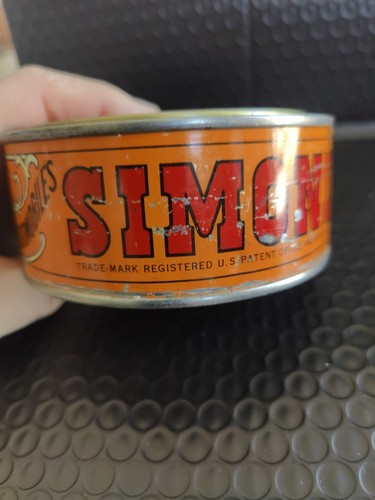 SIMON
TRADE-MARK REGISTERED U.S. PATENT